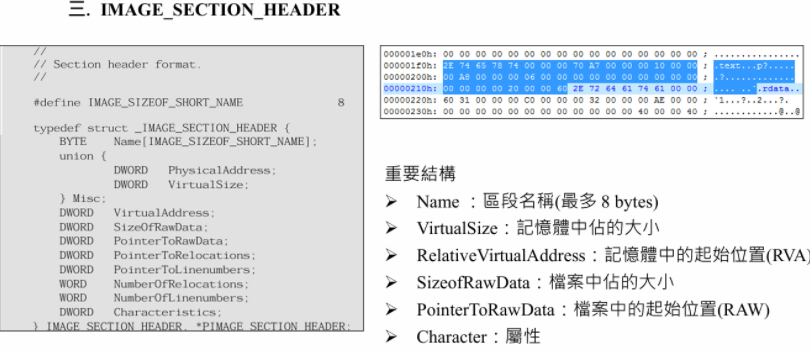 三. IMAGE_SECTION_HEADER
//
// Section header format.
//
#define IMAGE_SIZEOF_SHORT_NAME 8
typedef struct _IMAGE_SECTION_HEADER {
BYTE Name[IMAGE_SIZEOF_SHORT_NAME];
union {
DWORD PhysicalAddress;
DWORD VirtualSize;
} Misc;
DWORD VirtualAddress;
DWORD SizeOfRawData;
DWORD PointerToRawData;
DWORD PointerToRelocations;
DWORD PointerToLinenumbers;
WORD NumberOfRelocations;
WORD NumberOfLinenumbers;
DWORD Characteristics;
} IMAGE_SECTION_HEADER, *PIMAGE_SECTION_HEADER;
000001e0h: 00 00 00 00 00 00 00 00 00 00 00 00 00 00 00 00 ; ................
000001f0h: 2E 74 65 78 74 00 00 00 70 A7 00 00 00 10 00 00 ; .text...p?.....
00000200h: 00 A8 00 00 00 06 00 00 00 00 00 00 00 00 00 00 ; .?..............
00000210h: 00 00 00 00 20 00 00 60 2E 72 64 61 74 61 00 00 ; .... ..`.rdata..
00000220h: 60 31 00 00 00 C0 00 00 00 32 00 00 00 AE 00 00 ; `1...?..2...?.
00000230h: 00 00 00 00 00 00 00 00 00 00 00 00 40 00 00 40 ; ............@..@
重要結構
➢ Name ：區段名稱(最多 8 bytes)
➢ VirtualSize：記憶體中佔的大小
➢ RelativeVirtualAddress：記憶體中的起始位置(RVA)
➢ SizeofRawData：檔案中佔的大小
➢ PointerToRawData：檔案中的起始位置(RAW)
➢ Character：屬性